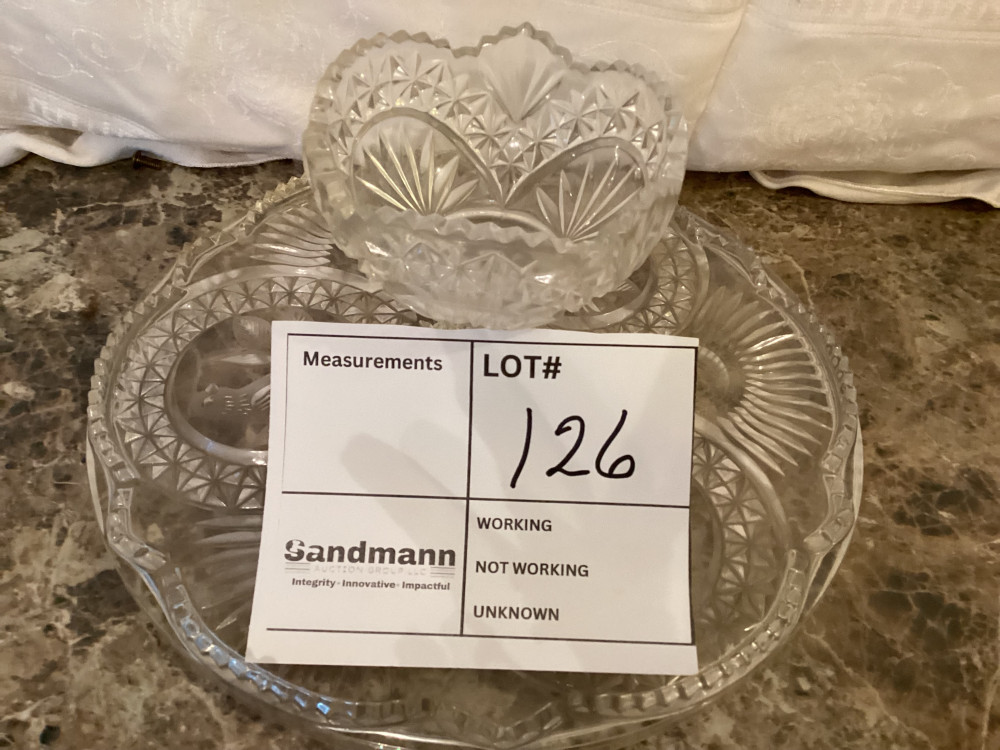 Measurements
LOT#
126
WORKING
NOT WORKING
UNKNOWN
Sandmann
AUCTION GROUP LLC
Integrity·Innovative·Impactful